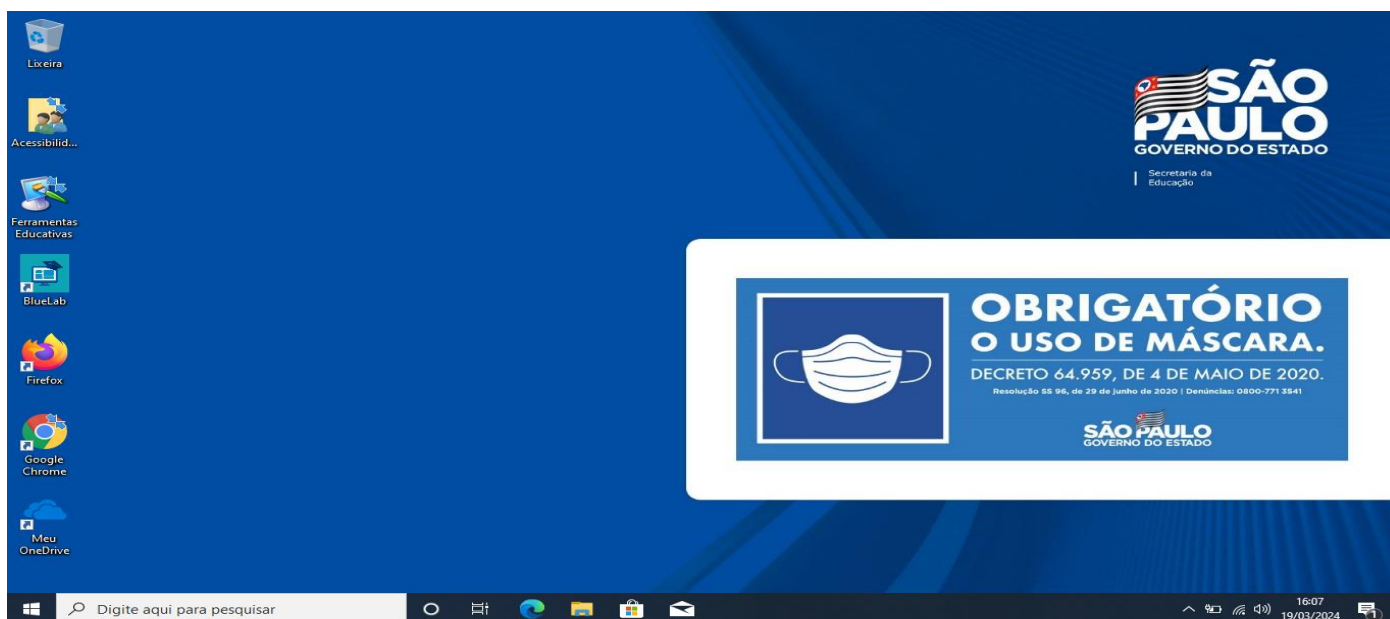 Lixeira
Acessibilid...
Ferramentas
Educativas
BlueLab
Firefox
Google
Chrome
Meu
OneDrive
SÃO
PAULO
GOVERNO DO ESTADO
Secretaria da
Educação
OBRIGATÓRIO
O USO DE MÁSCARA.
DECRETO 64.959, DE 4 DE MAIO DE 2020.
Resolução SS 96, de 29 de junho de 2020 | Denúncias: 0800-771 3541
SÃO PAULO
GOVERNO DO ESTADO
Digite aqui para pesquisar
16:07
19/03/2024
1